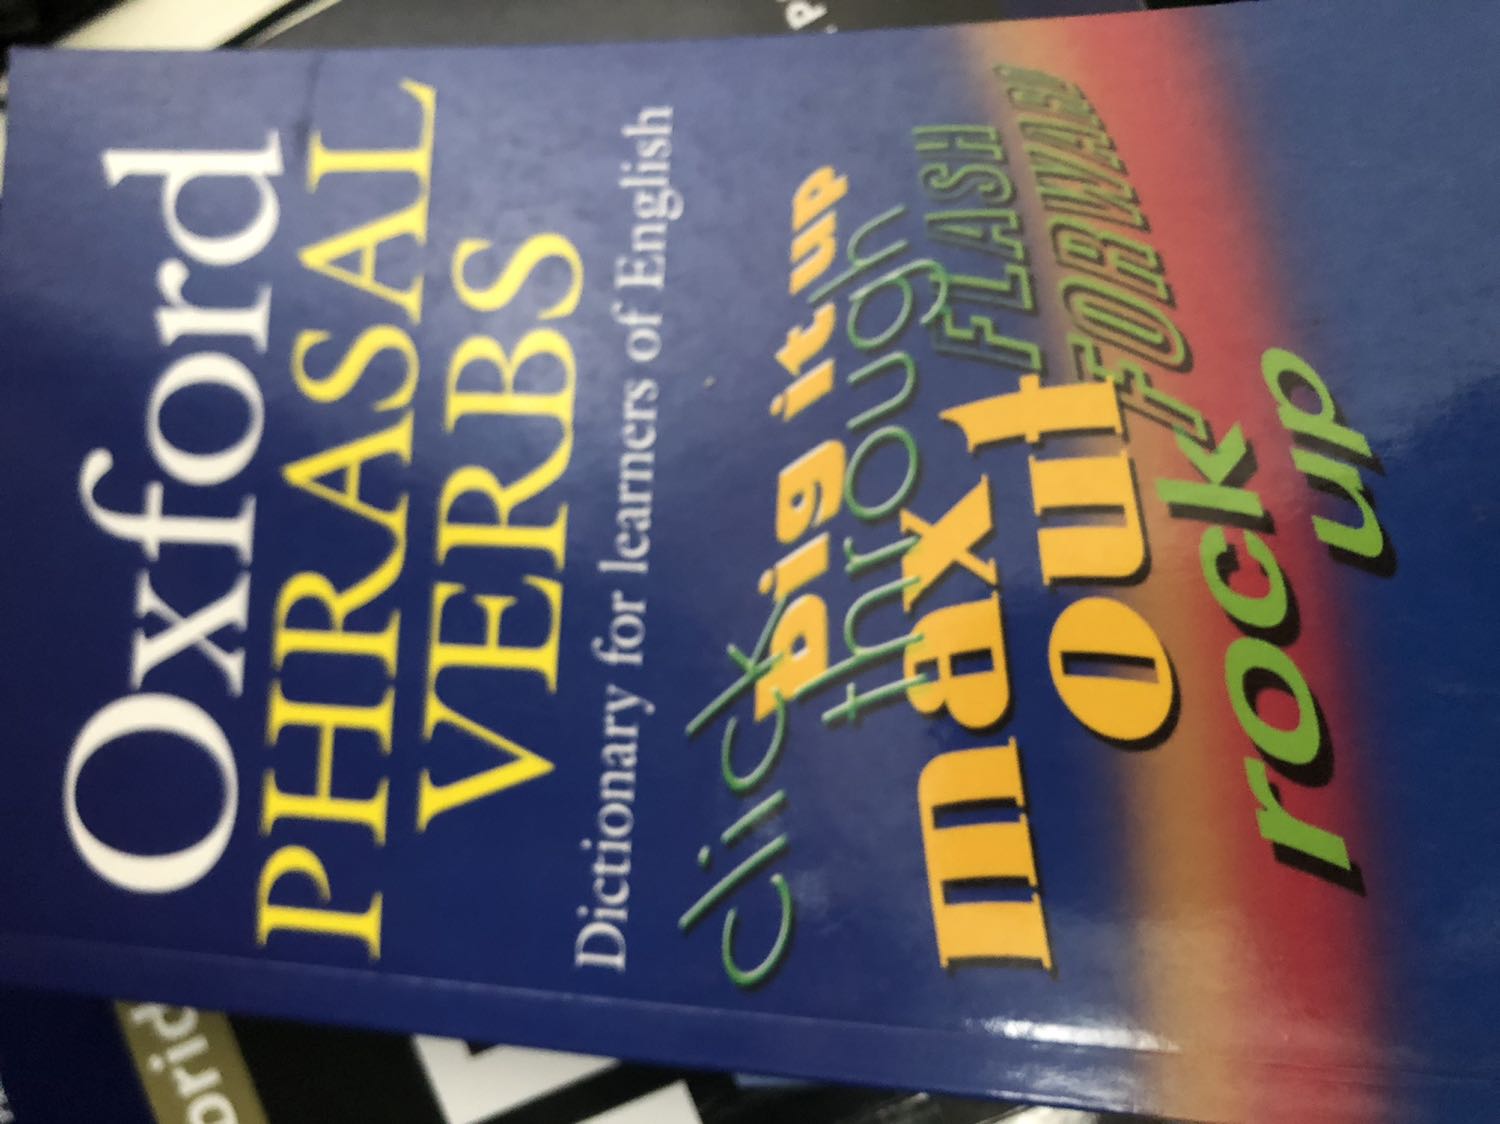 Oxford
PHRASAL
VERBS
Dictionary for learners of English
click
through
big it up
FLASH
FORWARD
max
out
rock
up